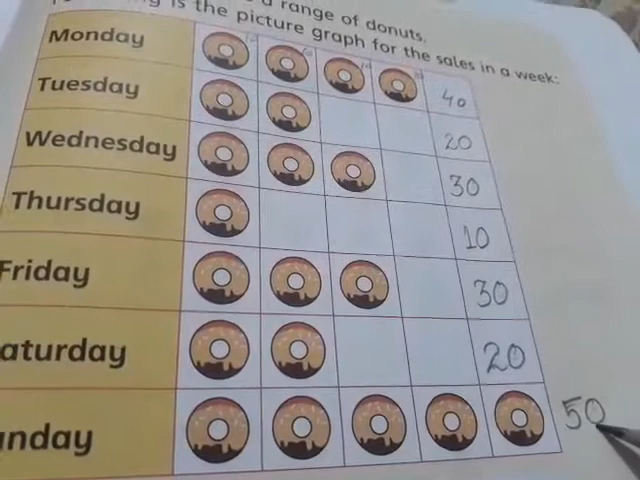 range of donuts.
is the picture graph for the sales in a week:
Monday 40
Tuesday 20
Wednesday 30
Thursday 10
Friday 30
aturday 20
nday 50